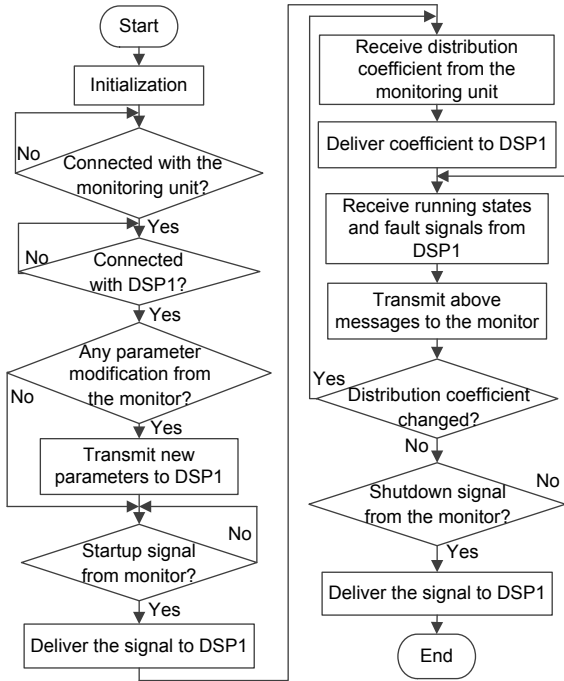 Start
Initialization
No
Connected with the
monitoring unit?
Yes
No
Connected
with DSP1?
Yes
Any parameter
modification from
the monitor?
No
Yes
Transmit new
parameters to DSP1
No
Startup signal
from monitor?
Yes
Deliver the signal to DSP1
Receive distribution
coefficient from the
monitoring unit
Deliver coefficient to DSP1
Receive running states
and fault signals from
DSP1
Transmit above
messages to the monitor
Yes
Distribution coefficient
changed?
No
No
Shutdown signal
from the monitor?
Yes
Deliver the signal to DSP1
End